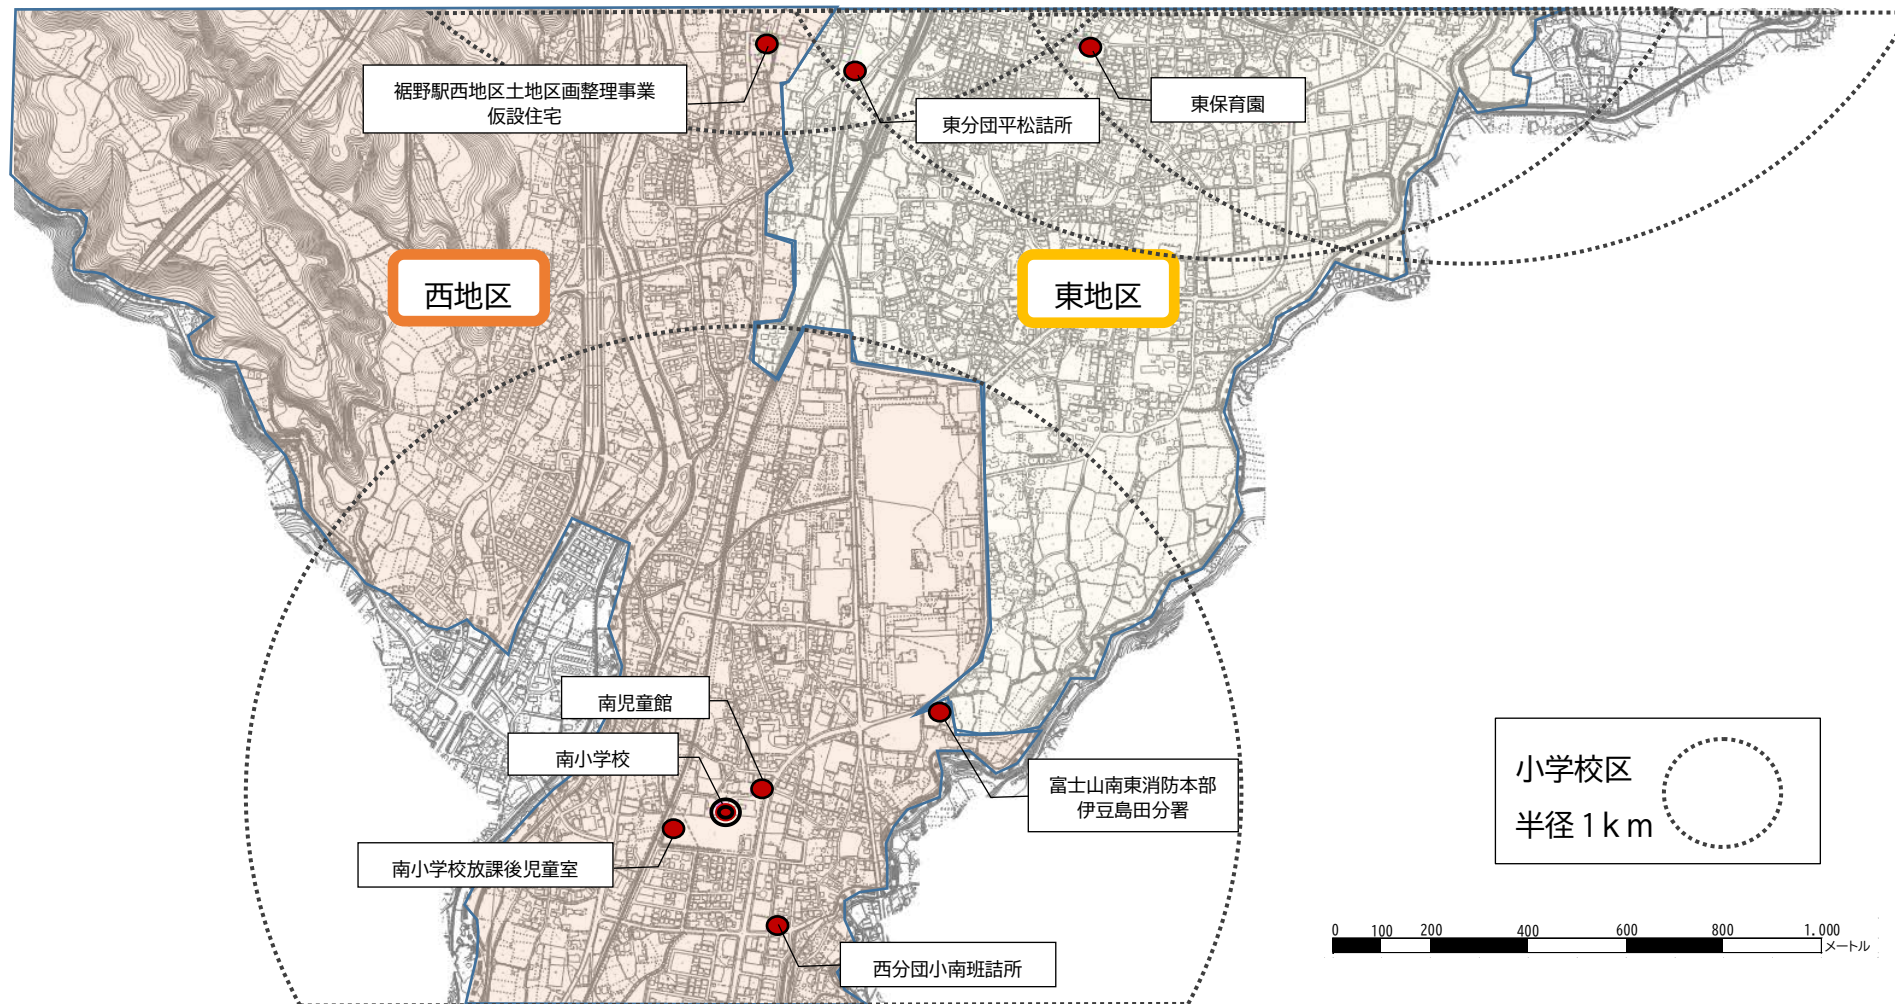 裾野駅西地区土地区画整理事業
仮設住宅
東分団平松詰所
東保育園
西地区
東地区
南児童館
南小学校
南小学校放課後児童室
富士山南東消防本部
伊豆島田分署
西分団小南班詰所
小学校区
半径1km
0 100 200 400 600 800 1,000
メートル